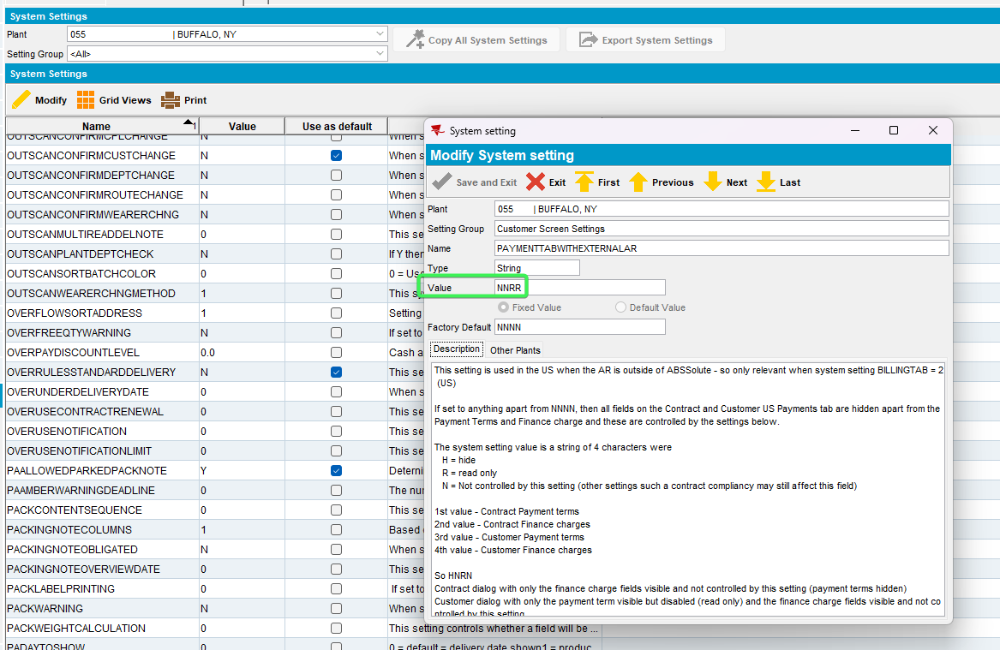 System Settings
Plant 055 | BUFFALO, NY Copy All System Settings Export System Settings
Setting Group <All>
System Settings
Modify Grid Views Print
Name 1 Value Use as default
OUTSCANCONFIRMCPLCHANGE N When s
OUTSCANCONFIRMCUSTCHANGE N When s
OUTSCANCONFIRMDEPTCHANGE N When s
OUTSCANCONFIRMROUTECHANGE N When s
OUTSCANCONFIRMWEARERCHNG N When s
OUTSCANMULTIREADDELNOTE 0 This se
OUTSCANPLANTDEPTCHECK N If Y then
OUTSCANSORTBATCHCOLOR 0 0 = Use
OUTSCANWEARERCHNGMETHOD 1 This sy
OVERFLOWSORTADDRESS 1 Setting
OVERFREEQTYWARNING N If set to
OVERPAYDISCOUNTLEVEL 0.0 Cash a
OVERRULESSTANDARDDELIVERY N This se
OVERUNDERDELIVERYDATE 0 When s
OVERUSECONTRACTRENEWAL 0 This se
OVERUSENOTIFICATION 0 This se
OVERUSENOTIFICATIONLIMIT 0 This se
PAALLOWEDPARKEDPACKNOTE Y Determi
PAAMBERWARNINGDEADLINE 0 The nu
PACKCONTENTSEQUENCE 0 This se
PACKINGNOTECOLUMNS 1 Based
PACKINGNOTEOBLIGATED N When s
PACKINGNOTEOVERVIEWDATE 0 This se
PACKLABELPRINTING 0 If set to
PACKWARNING N When s
PACKWEIGHTCALCULATION 0 This setting controls whether a field will be ...
PADAYTOSHOW 0 0 = default = delivery date shown1 = produc...
System setting
Modify System setting
Save and Exit Exit First Previous Next Last
Plant 055 | BUFFALO, NY
Setting Group Customer Screen Settings
Name PAYMENTTABWITHEXTERNALAR
Type String
Value NNRR
Fixed Value Default Value
Factory Default NNNN
Description Other Plants
This setting is used in the US when the AR is outside of ABSSolute - so only relevant when system setting BILLINGTAB = 2
(US)
If set to anything apart from NNNN, then all fields on the Contract and Customer US Payments tab are hidden apart from the
Payment Terms and Finance charge and these are controlled by the settings below.
The system setting value is a string of 4 characters were
H = hide
R = read only
N = Not controlled by this setting (other settings such a contract compliancy may still affect this field)
1st value - Contract Payment terms
2nd value - Contract Finance charges
3rd value - Customer Payment terms
4th value - Customer Finance charges
So HNRN
Contract dialog with only the finance charge fields visible and not controlled by this setting (payment terms hidden)
Customer dialog with only the payment term visible but disabled (read only) and the finance charge fields visible and not co
ntrolled by this setting